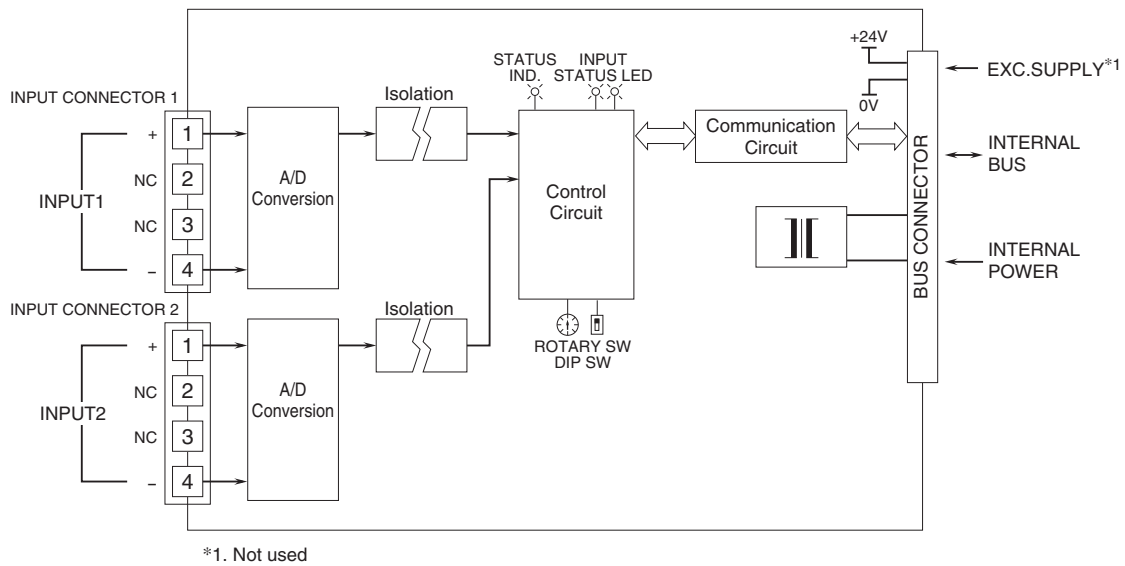 INPUT CONNECTOR 1
INPUT1
+
NC
NC
−
1
2
3
4
A/D
Conversion
Isolation
INPUT CONNECTOR 2
INPUT2
+
NC
NC
−
1
2
3
4
A/D
Conversion
Isolation
STATUS
IND.
INPUT
STATUS LED
Control
Circuit
ROTARY SW
DIP SW
Communication
Circuit
+24V
0V
BUS CONNECTOR
EXC.SUPPLY*1
INTERNAL
BUS
INTERNAL
POWER
*1. Not used